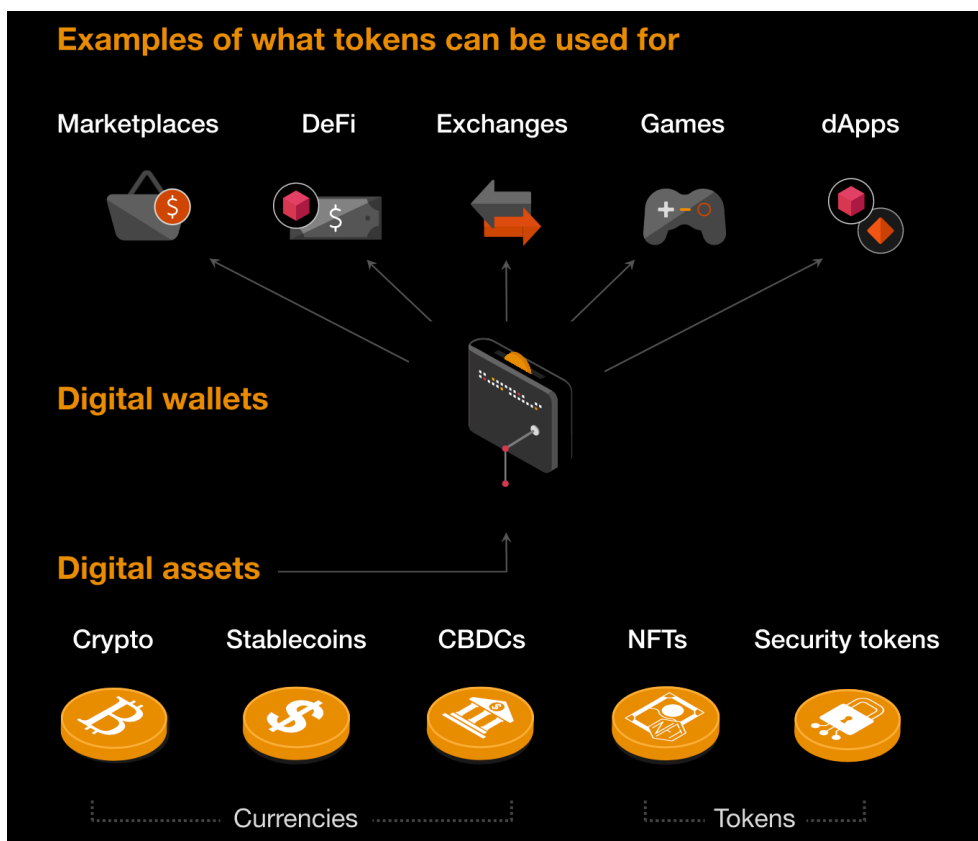 Examples of what tokens can be used for
Marketplaces DeFi Exchanges Games dApps
$ $
Digital wallets
Digital assets
Crypto Stablecoins CBDCs NFTs Security tokens
B $ $ NFT
Currencies Tokens